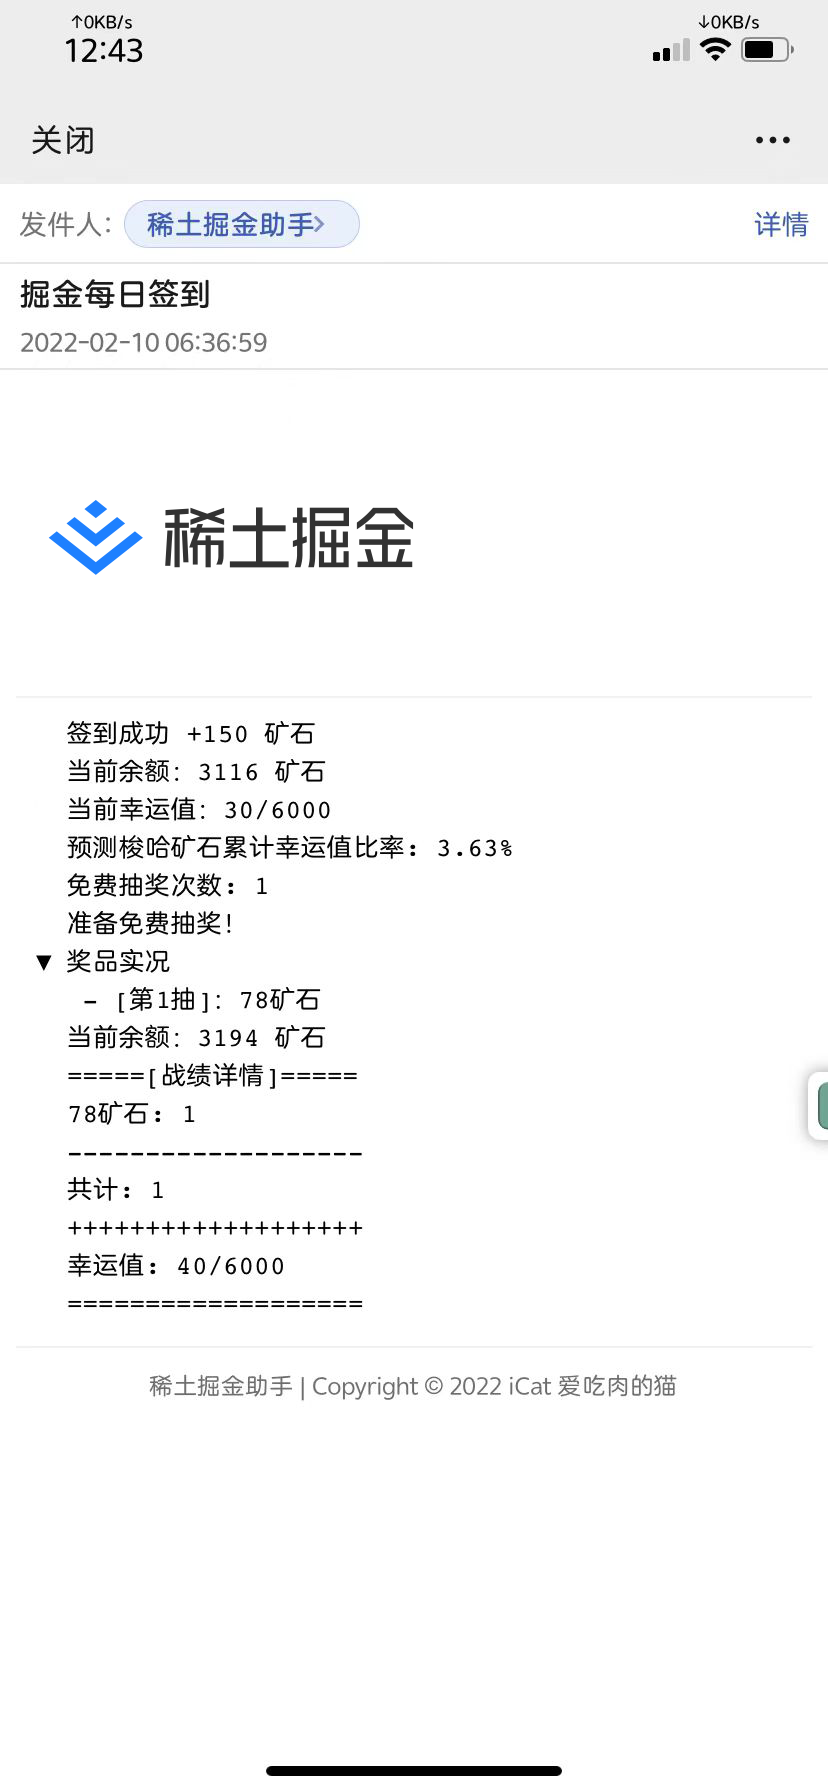 ↑0KB/s
↓0KB/s
12:43
关闭
发件人: 稀土掘金助手>
详情
掘金每日签到
2022-02-10 06:36:59
稀土掘金
签到成功 +150 矿石
当前余额: 3116 矿石
当前幸运值: 30/6000
预测梭哈矿石累计幸运值比率: 3.63%
免费抽奖次数: 1
准备免费抽奖!
▼ 奖品实况
- [第1抽]: 78矿石
当前余额: 3194 矿石
=====[战绩详情]=====
78矿石: 1
-------------------
共计: 1
+++++++++++++++++++
幸运值: 40/6000
===================
稀土掘金助手 | Copyright © 2022 iCat 爱吃肉的猫